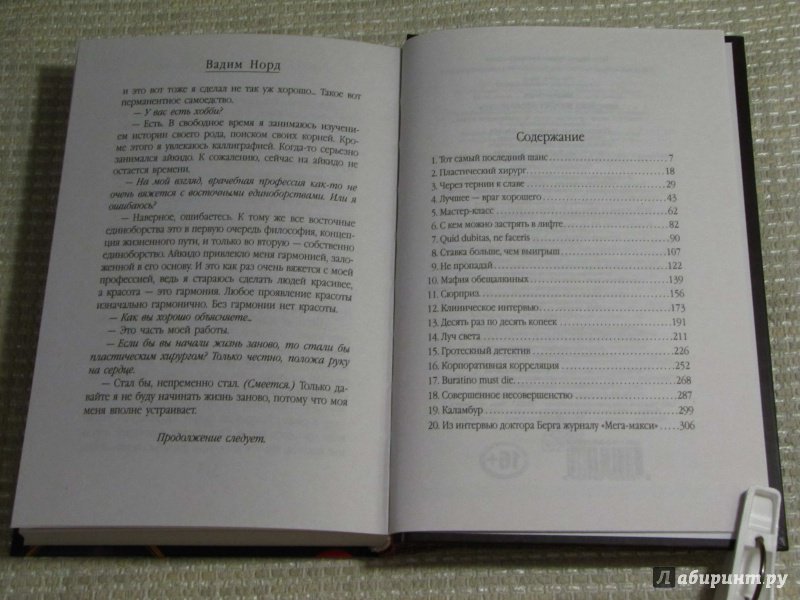 Вадим Норд
и это вот тоже я сделал не так уж хорошо... Такое вот
перманентное самоедство.
— У вас есть хобби?
— Есть. В свободное время я занимаюсь изучени-
ем истории своего рода, поиском своих корней. Кро-
ме этого я увлекаюсь каллиграфией. Когда-то серьезно
занимался айкидо. К сожалению, сейчас на айкидо не
остается времени.
— На мой взгляд, врачебная профессия как-то не
очень вяжется с восточными единоборствами. Или я
ошибаюсь?
— Наверное, ошибаетесь. К тому же все восточные
единоборства это в первую очередь философия, концеп-
ция жизненного пути, и только во вторую — собственно
единоборство. Айкидо привлекло меня гармонией, зало-
женной в его основу. И это как раз очень вяжется с моей
профессией, ведь я стараюсь сделать людей красивее,
а красота — это гармония. Любое проявление красоты
изначально гармонично. Без гармонии нет красоты.
— Как вы хорошо объясняете...
— Это часть моей работы.
— Если бы вы начали жизнь заново, то стали бы
пластическим хирургом? Только честно, положа руку
на сердце.
— Стал бы, непременно стал. (Смеется.) Только да-
вайте я не буду начинать жизнь заново, потому что моя
меня вполне устраивает.
Продолжение следует.
Содержание
1. Тот самый последний шанс 7
2. Пластический хирург 18
3. Через тернии к славе 29
4. Лучшее — враг хорошего 43
5. Мастер-класс 62
6. С кем можно застрять в лифте 82
7. Quid dubitas, ne faceris 90
8. Ставка больше, чем выигрыш 107
9. Не пропадай 122
10. Мафия обещалкиных 139
11. Сюрприз 156
12. Клиническое интервью 173
13. Десять раз по десять копеек 191
14. Луч света 211
15. Гротескный детектив 226
16. Корпоративная корреляция 252
17. Buratino must die 268
18. Совершенное несовершенство 287
19. Каламбур 299
20. Из интервью доктора Берга журналу «Мега-макси» 306
16+
Лабиринт.ру